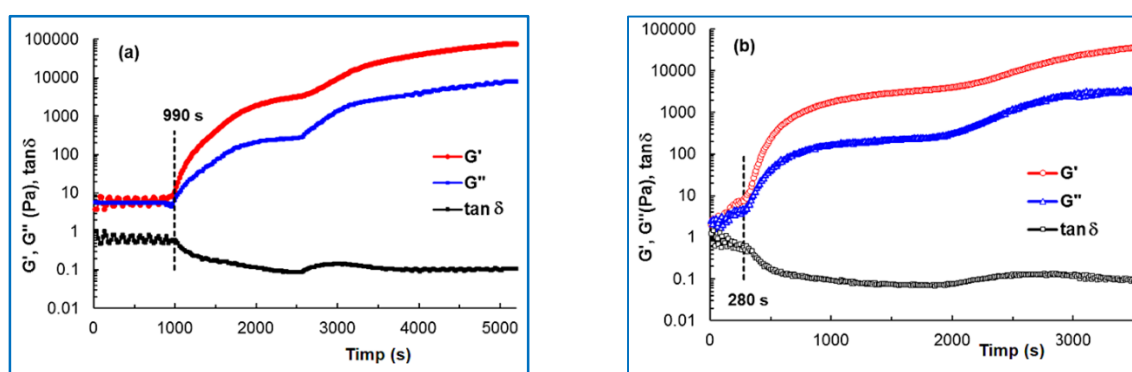 (a)
100000
10000
1000
100
10
1
0.1
0.01
G', G'' (Pa), tanδ
990 s
G'
G''
tan δ
0 1000 2000 3000 4000 5000
Timp (s)
(b)
100000
10000
1000
100
10
1
0.1
0.01
G', G''(Pa), tanδ
280 s
G'
G''
tan δ
0 1000 2000 3000
Timp (s)